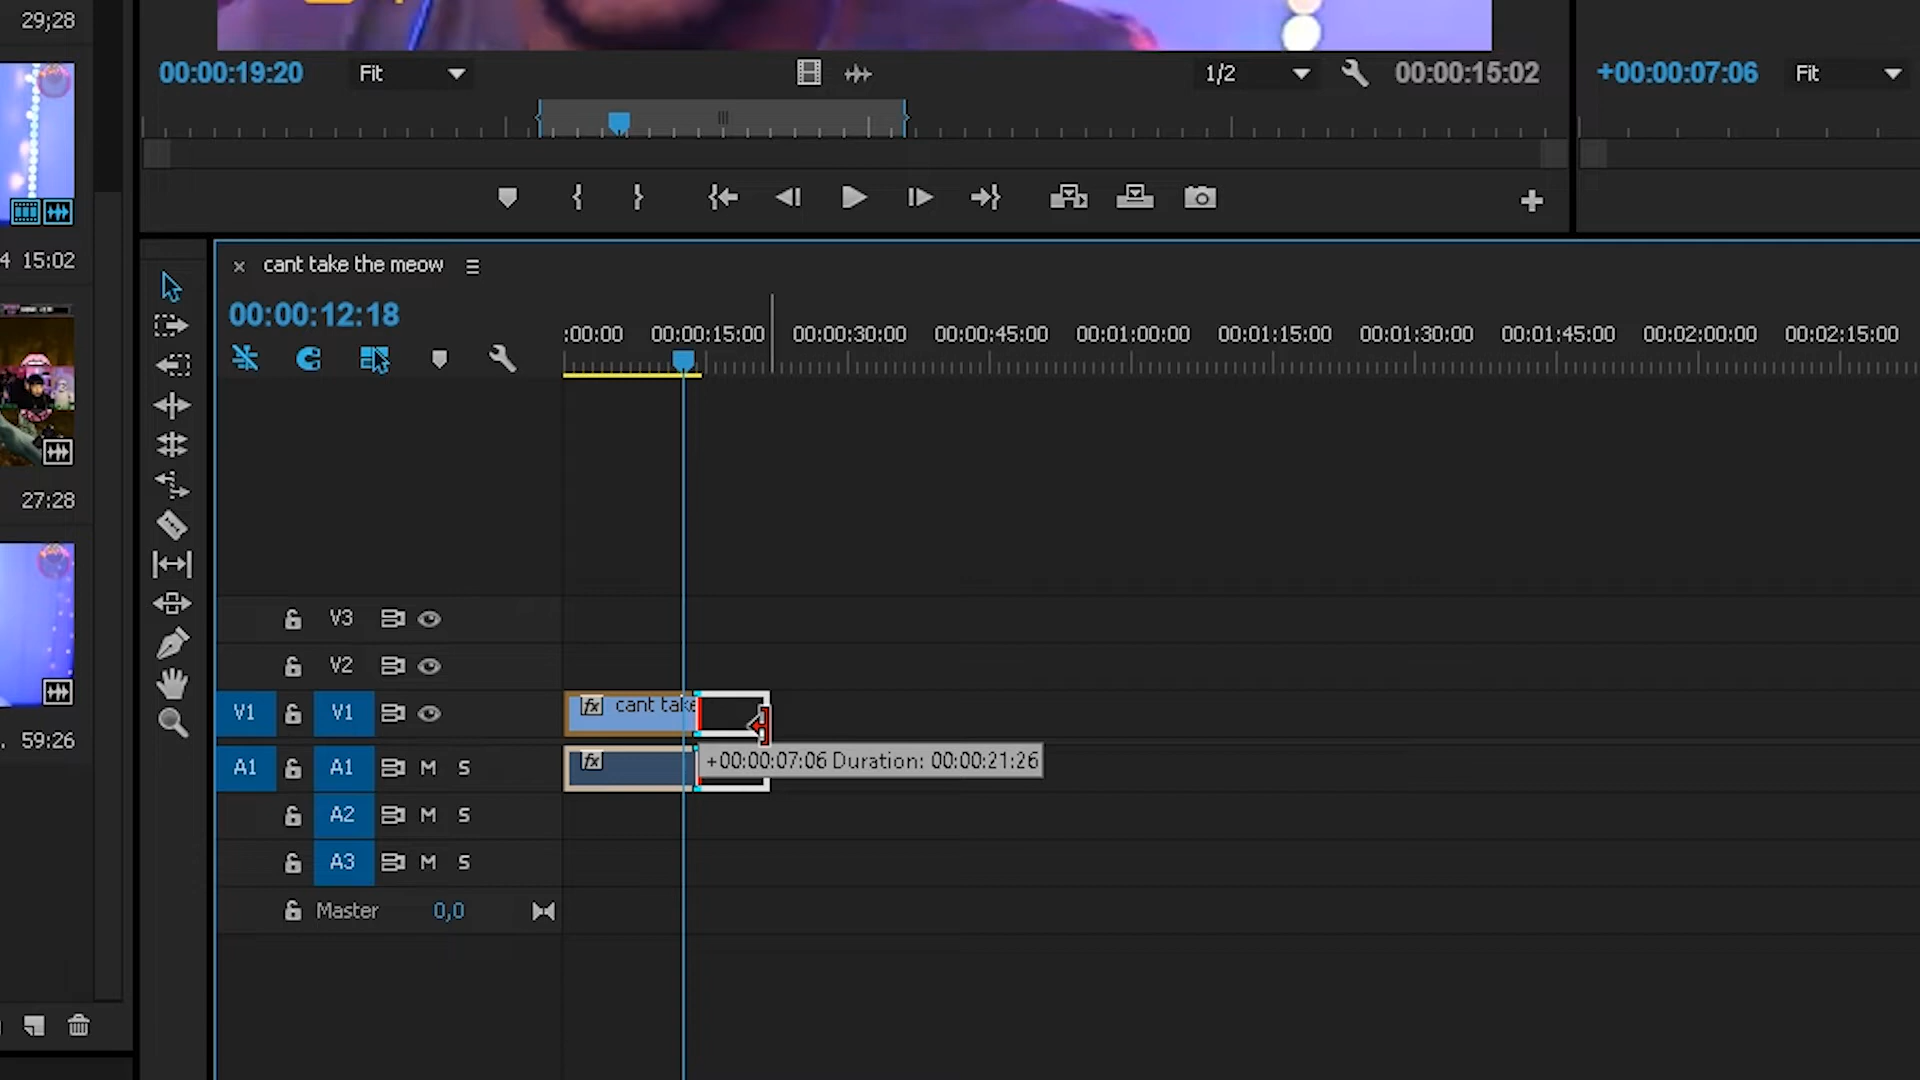 29;28
00:00:19:20 Fit 1/2 00:00:15:02 +00:00:07:06 Fit
4 15:02
× cant take the meow
00:00:12:18
:00:00 00:00:15:00 00:00:30:00 00:00:45:00 00:01:00:00 00:01:15:00 00:01:30:00 00:01:45:00 00:02:00:00 00:02:15:00
27:28
V3
V2
V1 V1 fx cant take
. 59:26
A1 A1 M S fx +00:00:07:06 Duration: 00:00:21:26
A2 M S
A3 M S
Master 0,0